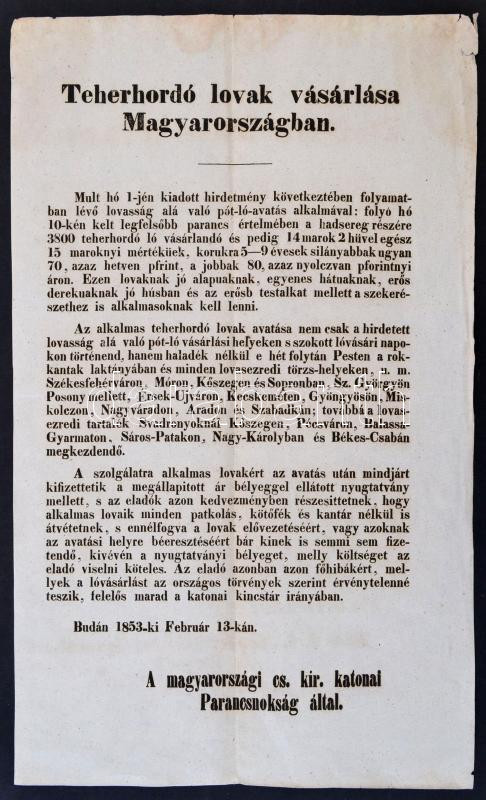 Teherhordó lovak vásárlása
Magyarországban.
Mult hó 1-jén kiadott hirdetmény következtében folyamat-
ban lévő lovasság alá való pót-ló-avatás alkalmával: folyó hó
10-kén kelt legfelsőbb parancs értelmében a hadsereg részére
3800 teherhordó ló vásárlandó és pedig 14 marok 2 hüvel egész
15 maroknyi mértéküek, korukra 5—9 évesek silányabbak ugyan
70, azaz hetven pfrint, a jobbak 80, azaz nyolczvan pforintnyi
áron. Ezen lovaknak jó alapuaknak, egyenes hátuaknak, erős
derekuaknak jó húsban és az erősb testalkat mellett a szekeré-
szethez is alkalmasoknak kell lenni.
Az alkalmas teherhordó lovak avatása nem csak a hirdetett
lovasság alá való pót-ló vásárlási helyeken s szokott lóvásári napo-
kon történend, hanem haladék nélkül e hét folytán Pesten a rók-
kantak laktányában és minden lovas ezredi törzs-helyeken, u. m.
Székesfehérváron, Móron, Kőszegen és Sopronban, Sz. Györgyön
Posony mellett, Érsek-Ujváron, Kecskeméten, Gyöngyösön, Mis-
kolczon, Nagyváradon, Aradon és Szabadkán; továbbá a lovas
ezredi tartalék Svadronyoknál Kőszegen, Pécsváron, Balassa-
Gyarmaton, Sáros-Patakon, Nagy-Károlyban és Békes-Csabán
megkezdendő.
A szolgálatra alkalmas lovakért az avatás után mindjárt
kifizettetik a megállapitott ár bélyeggel ellátott nyugtatvány
mellett, s az eladók azon kedvezményben részesittetnek, hogy
alkalmas lovaik minden patkolás, kötőfék és kantár nélkül is
átvétetnek, s ennélfogva a lovak elővezetéséért, vagy azoknak
az avatási helyre béeresztéséért bár kinek is semmi sem fize-
tendő, kivévén a nyugtatványi bélyeget, melly költséget az
eladó viselni köteles. Az eladó azonban azon főhibákért, mel-
lyek a lóvásárlást az országos törvények szerint érvénytelenné
teszik, felelős marad a katonai kincstár irányában.
Budán 1853-ki Február 13-kán.
A magyarországi cs. kir. katonai
Parancsnokság által.